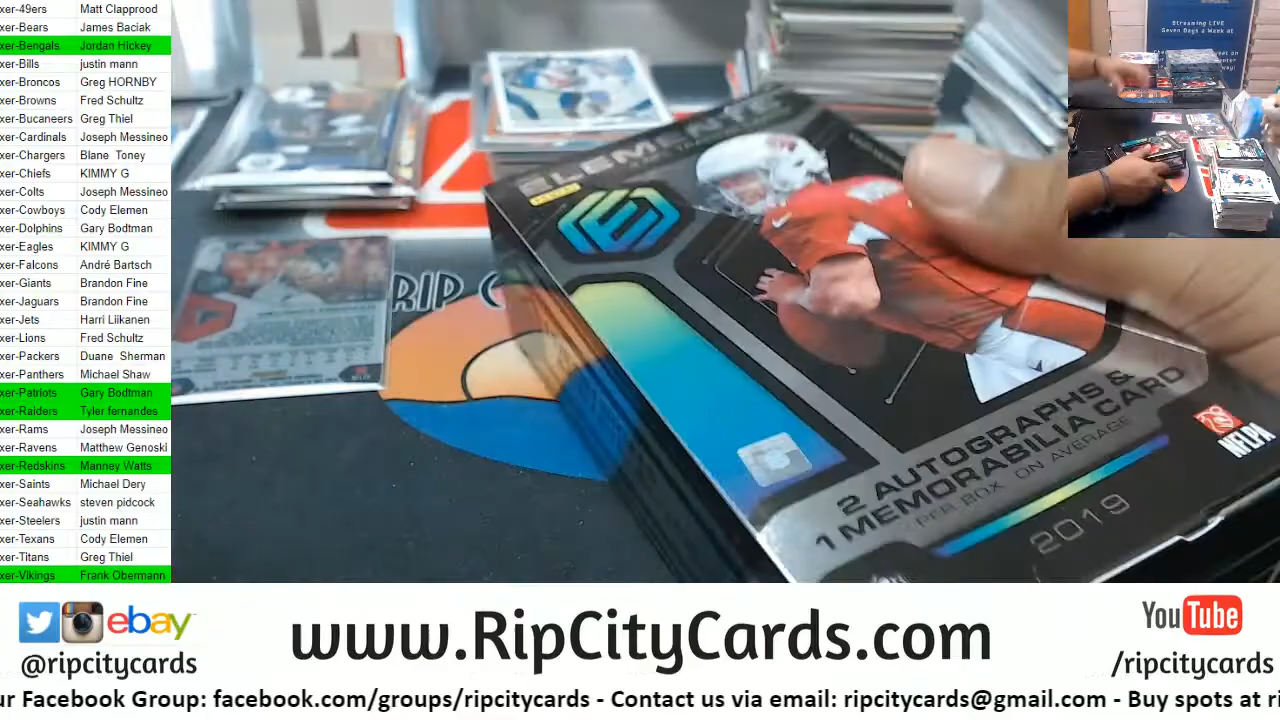 xer-49ers Matt Clapprood
xer-Bears James Baciak
xer-Bengals Jordan Hickey
xer-Bills justin mann
xer-Broncos Greg HORNBY
xer-Browns Fred Schultz
xer-Bucaneers Greg Thiel
xer-Cardinals Joseph Messineo
xer-Chargers Blane Toney
xer-Chiefs KIMMY G
xer-Colts Joseph Messineo
xer-Cowboys Cody Elemen
xer-Dolphins Gary Bodtman
xer-Eagles KIMMY G
xer-Falcons André Bartsch
xer-Giants Brandon Fine
xer-Jaguars Brandon Fine
xer-Jets Harri Liikanen
xer-Lions Fred Schultz
xer-Packers Duane Sherman
xer-Panthers Michael Shaw
xer-Patriots Gary Bodtman
xer-Raiders Tyler fernandes
xer-Rams Joseph Messineo
xer-Ravens Matthew Genoski
xer-Redskins Manney Watts
xer-Saints Michael Dery
xer-Seahawks steven pidcock
xer-Steelers justin mann
xer-Texans Cody Elemen
xer-Titans Greg Thiel
xer-Vikings Frank Obermann
Streaming LIVE
Seven Days a Week at
RIP C
ELEMENTS
E
2 AUTOGRAPHS &
1 MEMORABILIA CARD
PER BOX ON AVERAGE
2019
NFLPA
ebay
@ripcitycards
www.RipCityCards.com
YouTube
/ripcitycards
ur Facebook Group: facebook.com/groups/ripcitycards - Contact us via email: ripcitycards@gmail.com - Buy spots at ri